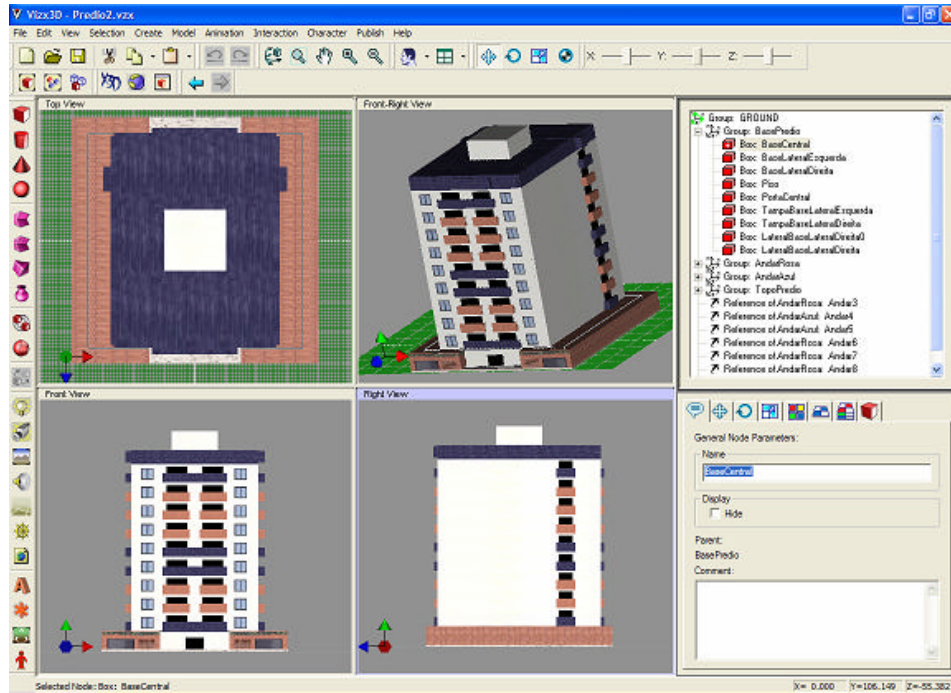 Vizx3D - Predio2.vzx
File Edit View Selection Create Model Animation Interaction Character Publish Help
X: Y: Z:
Top View
Front-Right View
Group: GROUND
Group: BasePredio
Box: BaseCentral
Box: BaseLateralEsquerda
Box: BaseLateralDireita
Box: Piso
Box: PortaCentral
Box: TampaBaseLateralEsquerda
Box: TampaBaseLateralDireita
Box: LateralBaseLateralDireita0
Box: LateralBaseLateralDireita
Group: AndarRosa
Group: AndarAzul
Group: TopoPredio
Reference of AndarRosa: Andar3
Reference of AndarAzul: Andar4
Reference of AndarAzul: Andar5
Reference of AndarRosa: Andar6
Reference of AndarRosa: Andar7
Reference of AndarRosa: Andar8
Front View
Right View
General Node Parameters:
Name
BaseCentral
Display
Hide
Parent:
BasePredio
Comment:
Selected Node: Box: BaseCentral
X= 0.000 Y=106.149 Z=-55.382